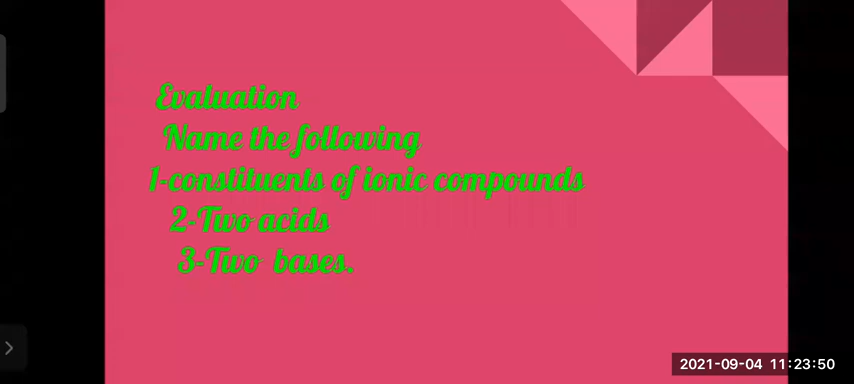 Evaluation
Name the following
1-constituents of ionic compounds
2-Two acids
3-Two bases.
2021-09-04 11:23:50